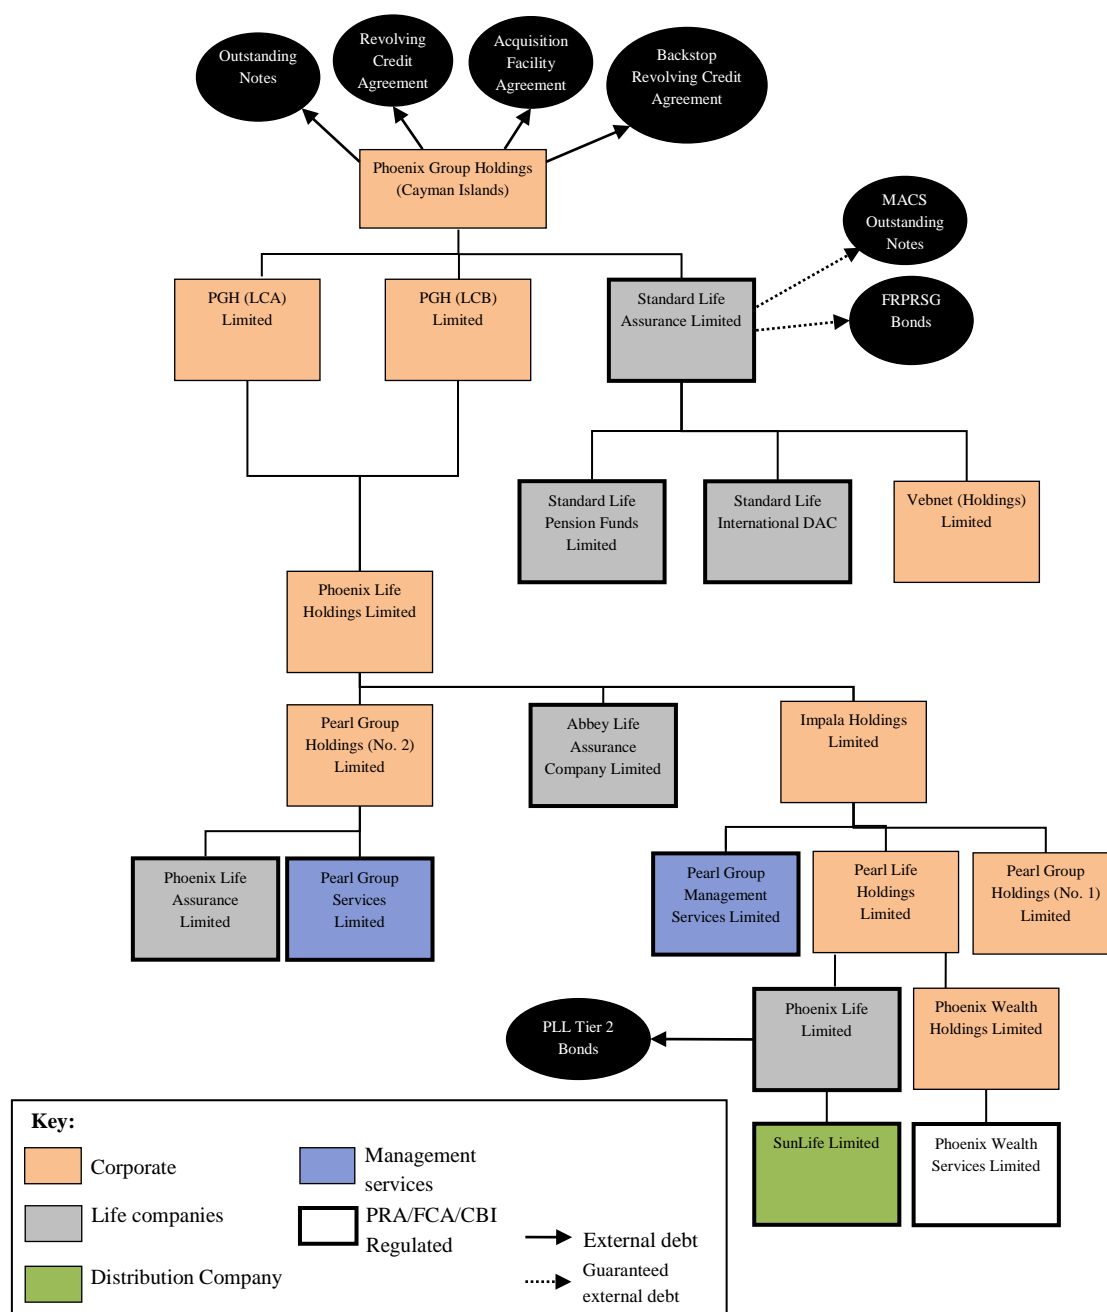 Outstanding
Notes
Revolving
Credit
Agreement
Acquisition
Facility
Agreement
Backstop
Revolving Credit
Agreement
Phoenix Group Holdings
(Cayman Islands)
MACS
Outstanding
Notes
FRPRSG
Bonds
PGH (LCA)
Limited
PGH (LCB)
Limited
Standard Life
Assurance Limited
Standard Life
Pension Funds
Limited
Standard Life
International DAC
Vebnet (Holdings)
Limited
Phoenix Life
Holdings Limited
Pearl Group
Holdings (No. 2)
Limited
Abbey Life
Assurance
Company Limited
Impala Holdings
Limited
Phoenix Life
Assurance
Limited
Pearl Group
Services
Limited
Pearl Group
Management
Services Limited
Pearl Life
Holdings
Limited
Pearl Group
Holdings (No. 1)
Limited
PLL Tier 2
Bonds
Phoenix Life
Limited
Phoenix Wealth
Holdings Limited
SunLife Limited
Phoenix Wealth
Services Limited
Key:
Corporate
Life companies
Distribution Company
Management
services
PRA/FCA/CBI
Regulated
External debt
Guaranteed
external debt